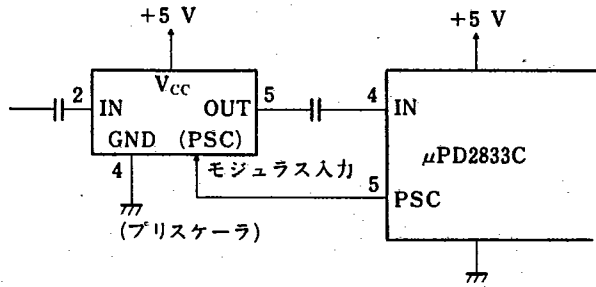 +5 V
+5 V
VCC
2
IN
OUT
5
4
IN
GND
(PSC)
μPD2833C
4
モジュラス入力
5
PSC
(プリスケーラ)